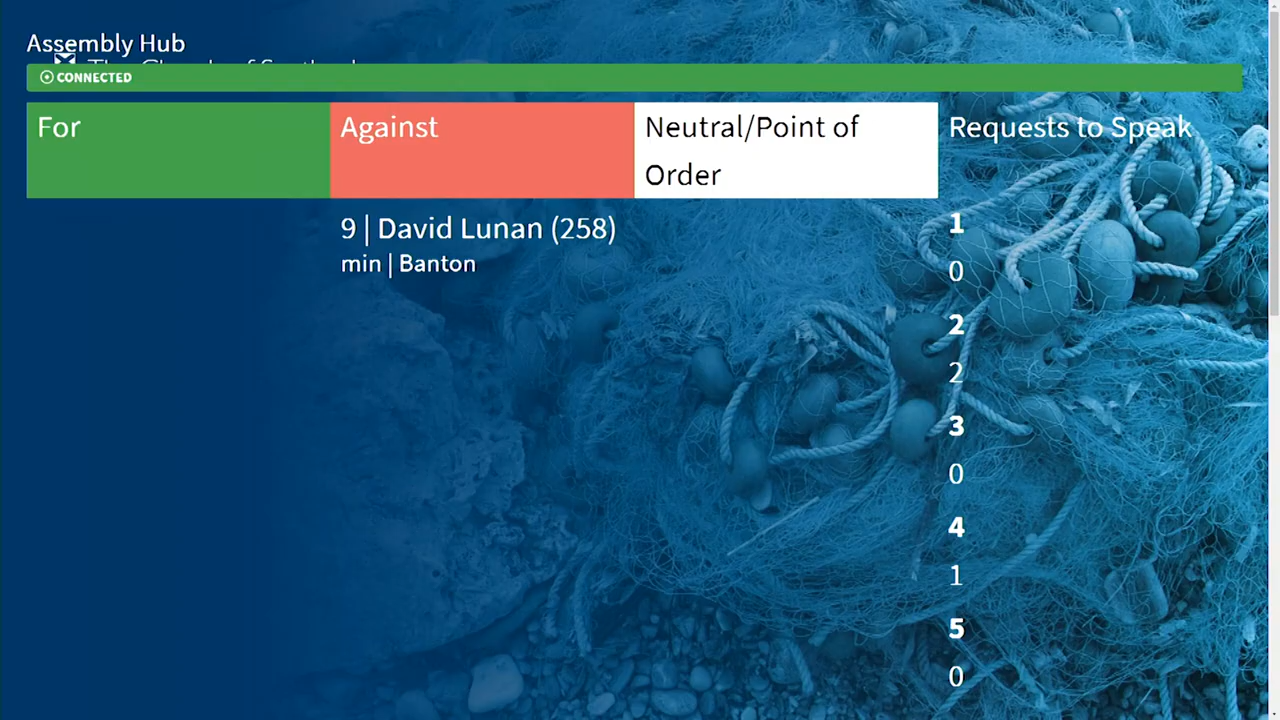 Assembly Hub
CONNECTED
For
Against
Neutral/Point of
Order
Requests to Speak
9 | David Lunan (258)
min | Banton
1
0
2
2
3
0
4
1
5
0